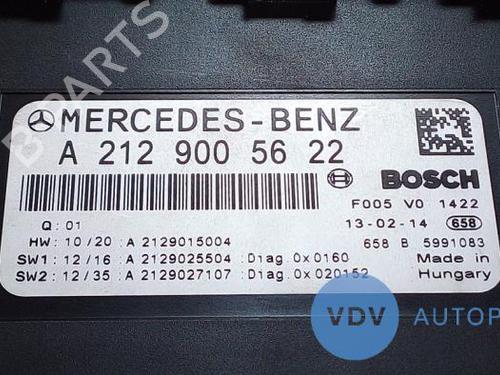 B-PARTS
MERCEDES-BENZ
A 212 900 56 22
BOSCH
F005 V0 1422
Q: 01
13-02-14 658
HW: 10/20 :A 2129015004
658 B 5991083
SW1: 12/16 :A 2129025504 :Diag.0x0160
Made in
SW2: 12/35 :A 2129027107 :Diag.0x020152
Hungary
VDV AUTOP